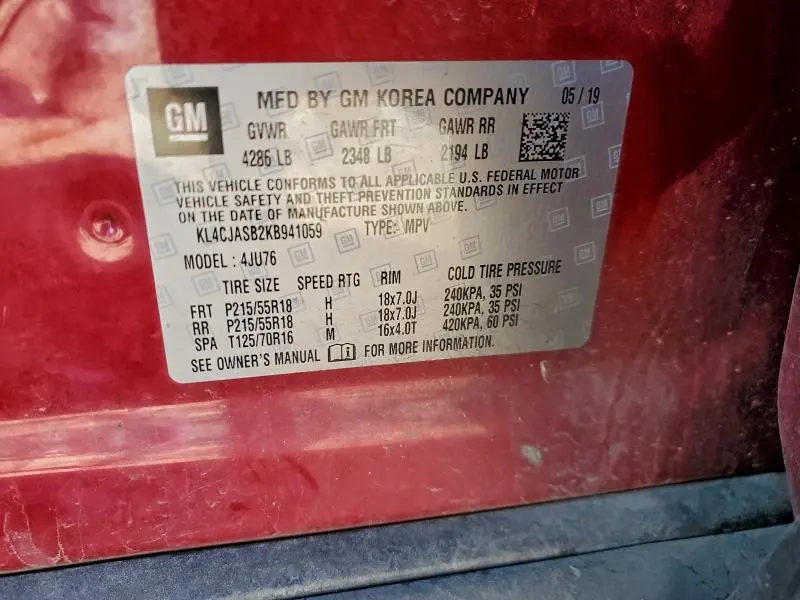 GM MFD BY GM KOREA COMPANY 05/19
GVWR GAWR FRT GAWR RR
4286 LB 2348 LB 2194 LB
THIS VEHICLE CONFORMS TO ALL APPLICABLE U.S. FEDERAL MOTOR
VEHICLE SAFETY AND THEFT PREVENTION STANDARDS IN EFFECT
ON THE DATE OF MANUFACTURE SHOWN ABOVE.
KL4CJASB2KB941059 TYPE: MPV
MODEL : 4JU76
TIRE SIZE SPEED RTG RIM COLD TIRE PRESSURE
FRT P215/55R18 H 18x7.0J 240KPA, 35 PSI
RR P215/55R18 H 18x7.0J 240KPA, 35 PSI
SPA T125/70R16 M 16x4.0T 420KPA, 60 PSI
SEE OWNER'S MANUAL FOR MORE INFORMATION.